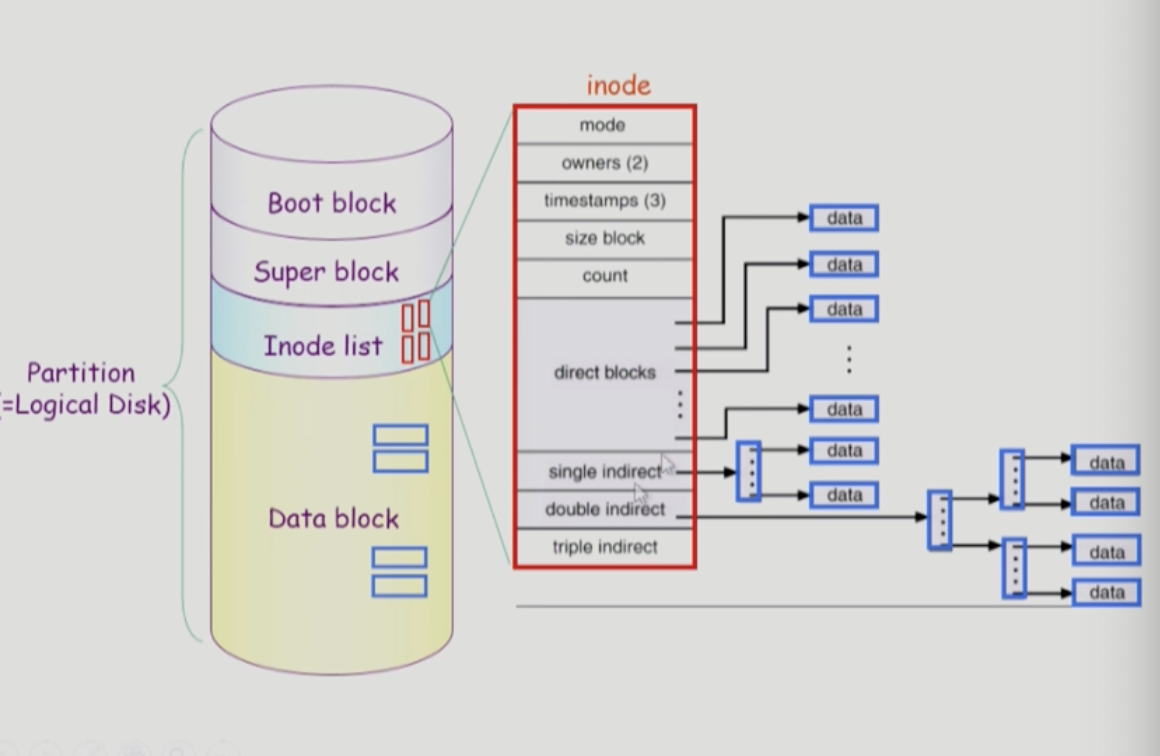 inode
mode
owners (2)
timestamps (3)
size block
count
direct blocks
single indirect
double indirect
triple indirect
Boot block
Super block
Inode list
Data block
Partition
(=Logical Disk)
data
data
data
data
data
data
data
data
data
data